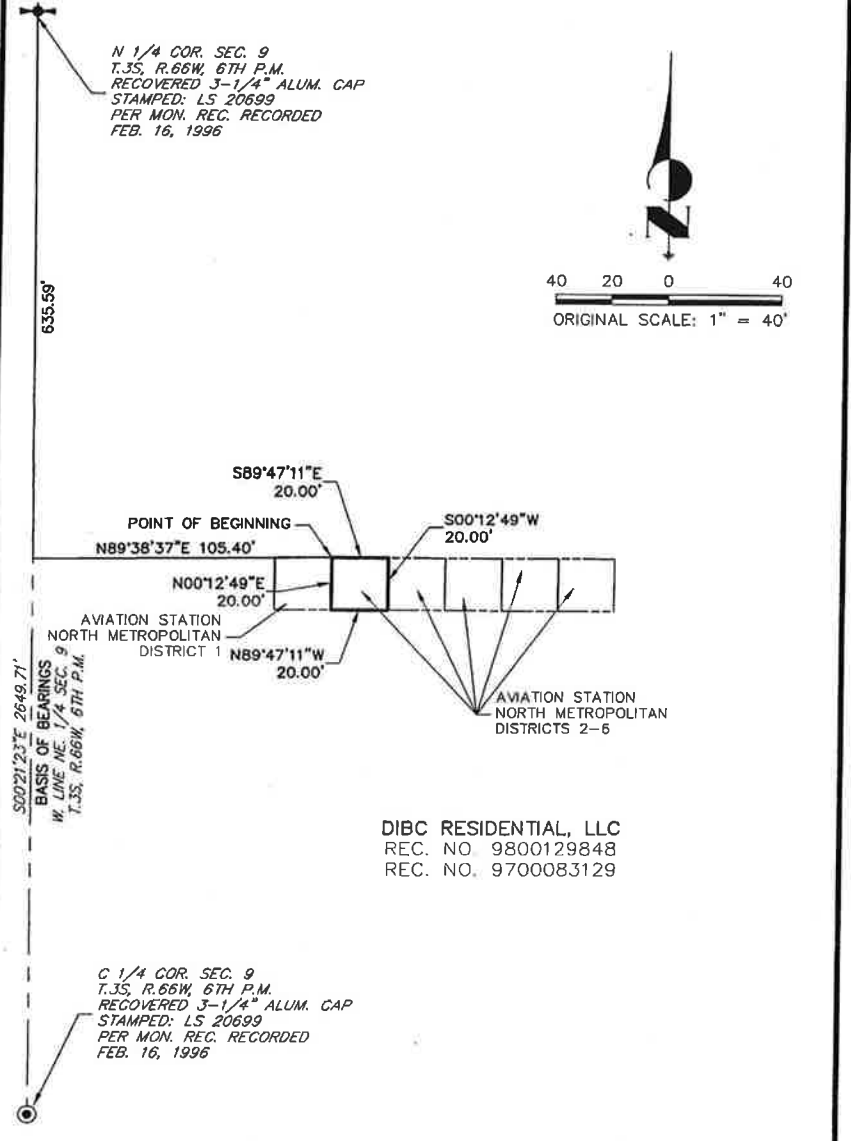 N 1/4 COR. SEC. 9
T.3S, R.66W, 6TH P.M.
RECOVERED 3-1/4" ALUM. CAP
STAMPED: LS 20699
PER MON. REC. RECORDED
FEB. 16, 1996
N
40 20 0 40
ORIGINAL SCALE: 1" = 40'
635.59'
S89°47'11"E
20.00'
POINT OF BEGINNING
S00°12'49"W
20.00'
N89°38'37"E 105.40'
N00°12'49"E
20.00'
AVIATION STATION
NORTH METROPOLITAN
DISTRICT 1
N89°47'11"W
20.00'
AVIATION STATION
NORTH METROPOLITAN
DISTRICTS 2-6
S00°21'23"E 2649.71'
BASIS OF BEARINGS
W. LINE NE. 1/4 SEC. 9
T.3S, R.66W, 6TH P.M.
DIBC RESIDENTIAL, LLC
REC. NO. 9800129848
REC. NO. 9700083129
C 1/4 COR. SEC. 9
T.3S, R.66W, 6TH P.M.
RECOVERED 3-1/4" ALUM. CAP
STAMPED: LS 20699
PER MON. REC. RECORDED
FEB. 16, 1996